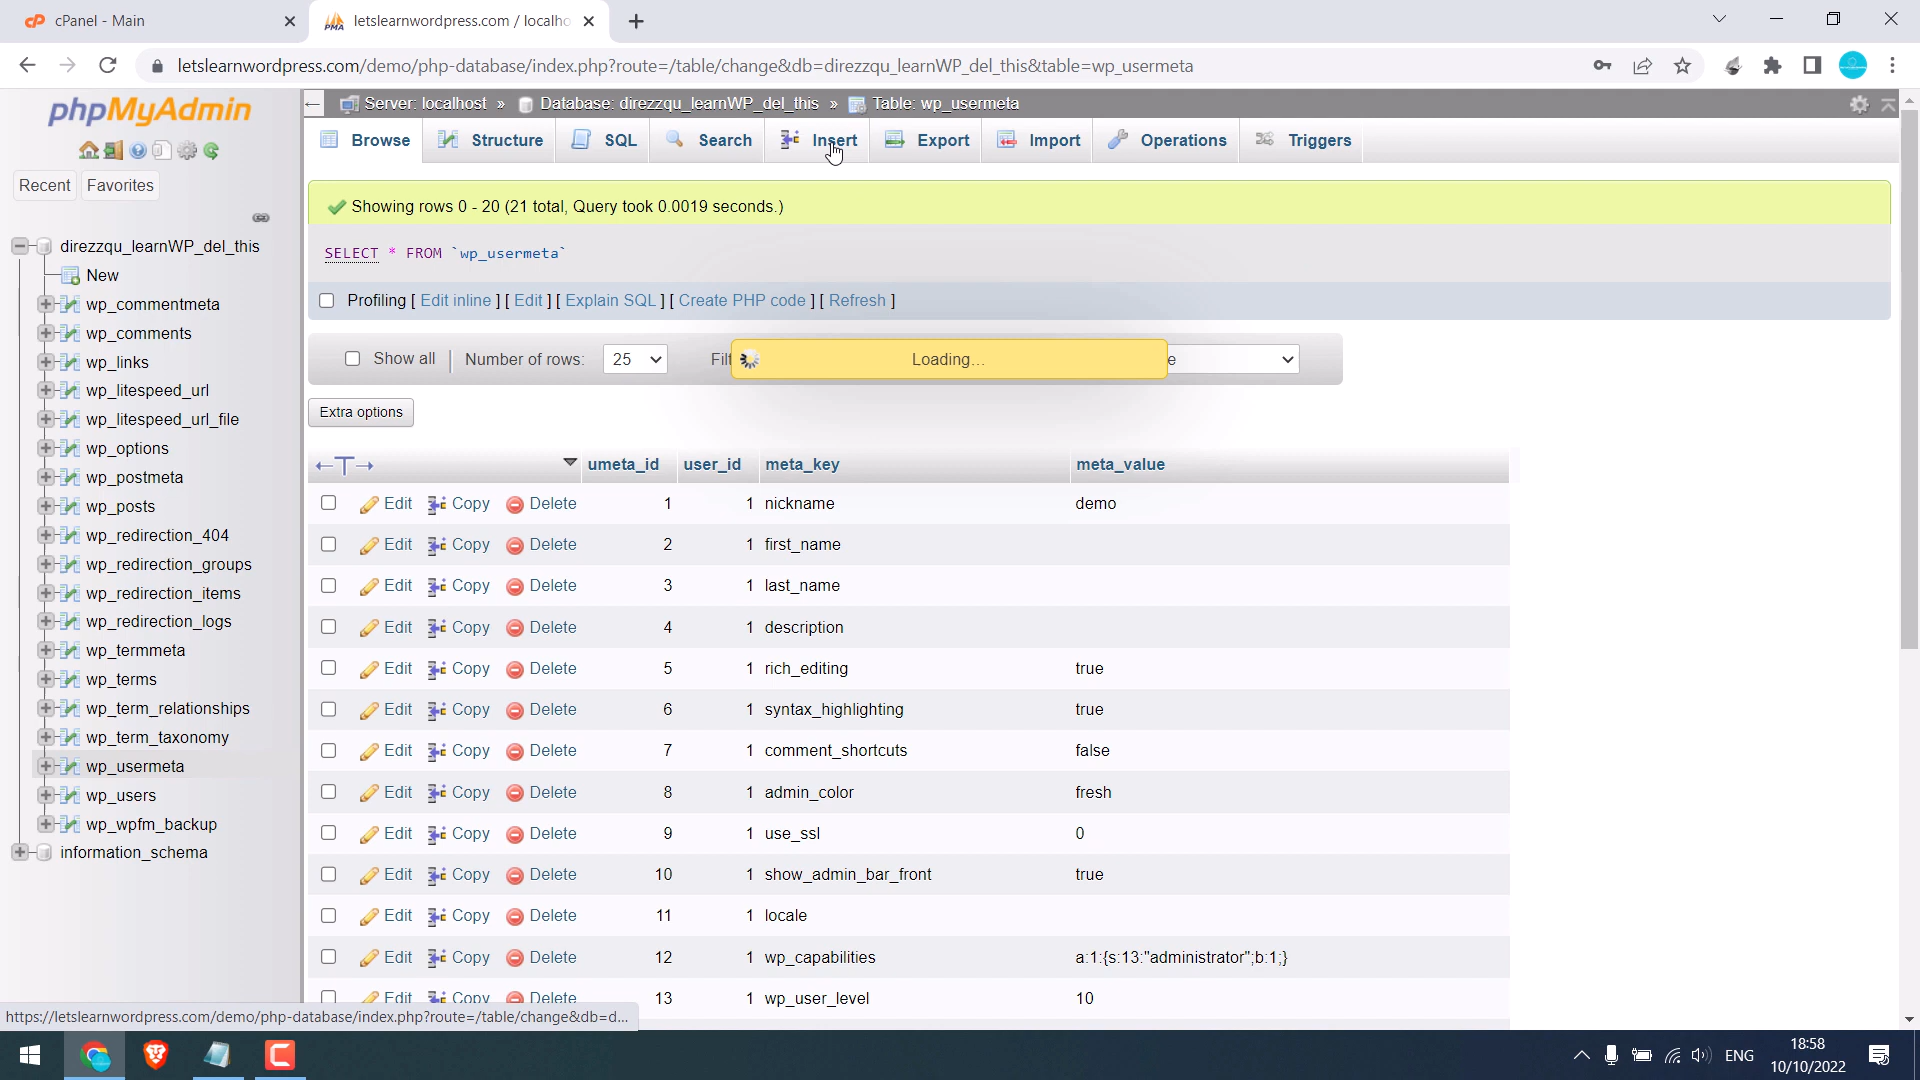 cPanel - Main
letslearnwordpress.com / localho
letslearnwordpress.com/demo/php-database/index.php?route=/table/change&db=direzzqu_learnWP_del_this&table=wp_usermeta
phpMyAdmin
Recent
Favorites
direzzqu_learnWP_del_this
New
wp_commentmeta
wp_comments
wp_links
wp_litespeed_url
wp_litespeed_url_file
wp_options
wp_postmeta
wp_posts
wp_redirection_404
wp_redirection_groups
wp_redirection_items
wp_redirection_logs
wp_termmeta
wp_terms
wp_term_relationships
wp_term_taxonomy
wp_usermeta
wp_users
wp_wpfm_backup
information_schema
Server: localhost » Database: direzzqu_learnWP_del_this » Table: wp_usermeta
Browse Structure SQL Search Insert Export Import Operations Triggers
Showing rows 0 - 20 (21 total, Query took 0.0019 seconds.)
SELECT * FROM `wp_usermeta`
Profiling [ Edit inline ] [ Edit ] [ Explain SQL ] [ Create PHP code ] [ Refresh ]
Show all Number of rows: 25 Filt Loading… e
Extra options
umeta_id user_id meta_key meta_value
Edit Copy Delete 1 1 nickname demo
Edit Copy Delete 2 1 first_name
Edit Copy Delete 3 1 last_name
Edit Copy Delete 4 1 description
Edit Copy Delete 5 1 rich_editing true
Edit Copy Delete 6 1 syntax_highlighting true
Edit Copy Delete 7 1 comment_shortcuts false
Edit Copy Delete 8 1 admin_color fresh
Edit Copy Delete 9 1 use_ssl 0
Edit Copy Delete 10 1 show_admin_bar_front true
Edit Copy Delete 11 1 locale
Edit Copy Delete 12 1 wp_capabilities a:1:{s:13:"administrator";b:1;}
Edit Copy Delete 13 1 wp_user_level 10
https://letslearnwordpress.com/demo/php-database/index.php?route=/table/change&db=d...
ENG
18:58
10/10/2022